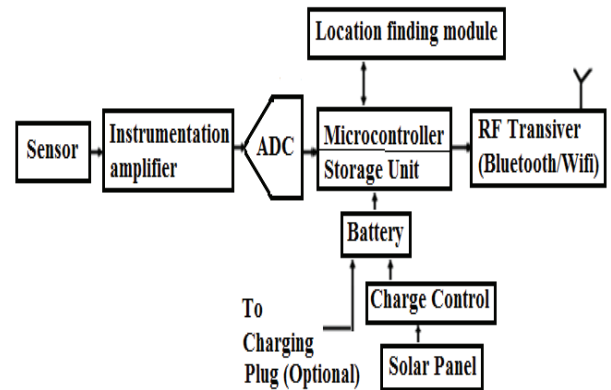 Location finding module
Sensor
Instrumentation
amplifier
ADC
Microcontroller
Storage Unit
RF Transiver
(Bluetooth/Wifi)
Battery
To
Charging
Plug (Optional)
Charge Control
Solar Panel